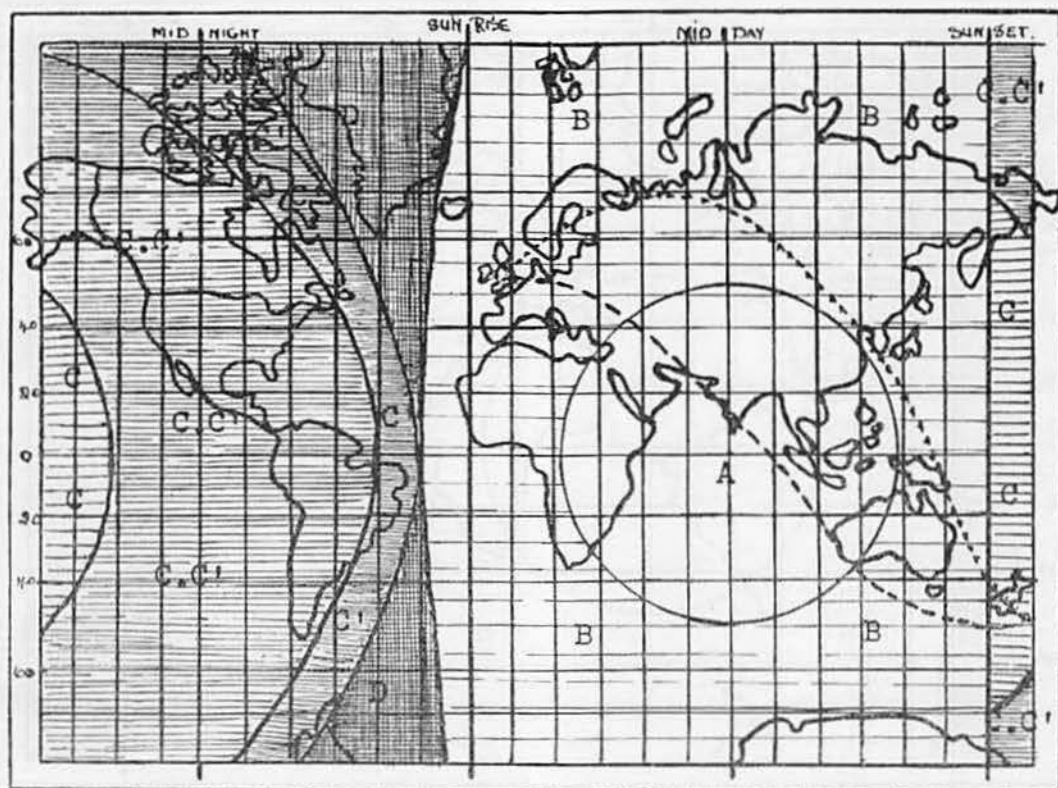 MID NIGHT SUN RISE MID DAY SUN SET.
B B C.C'
C'
60 C.C'
40 C
C 20 C.C' C
0 A
C 20 C
40 C.C'
C' B B
60 D C.C'